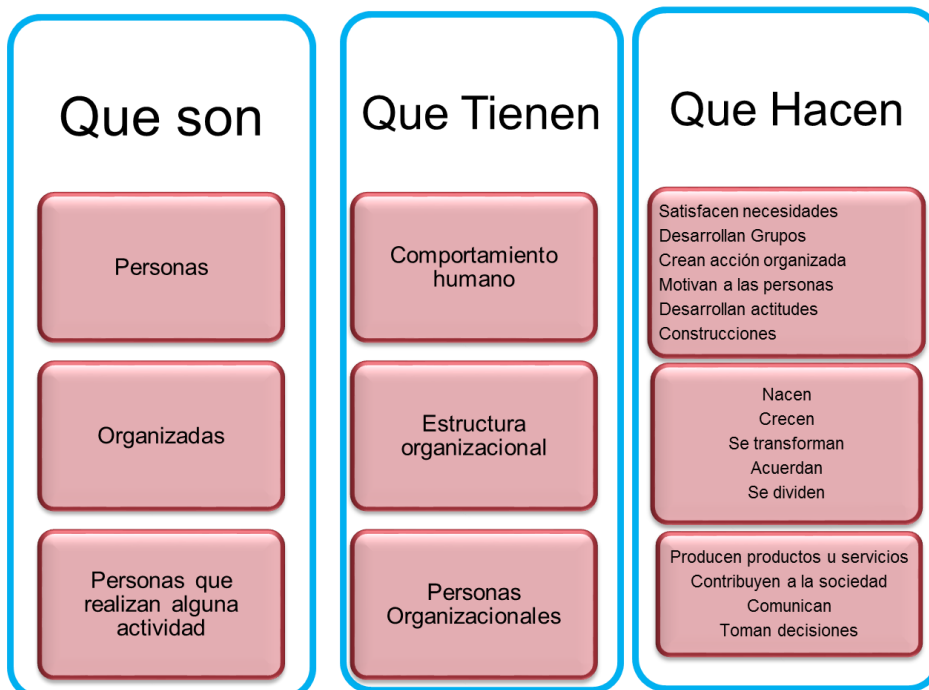 Que son
Personas
Organizadas
Personas que
realizan alguna
actividad
Que Tienen
Comportamiento
humano
Estructura
organizacional
Personas
Organizacionales
Que Hacen
Satisfacen necesidades
Desarrollan Grupos
Crean acción organizada
Motivan a las personas
Desarrollan actitudes
Construcciones
Nacen
Crecen
Se transforman
Acuerdan
Se dividen
Producen productos u servicios
Contribuyen a la sociedad
Comunican
Toman decisiones